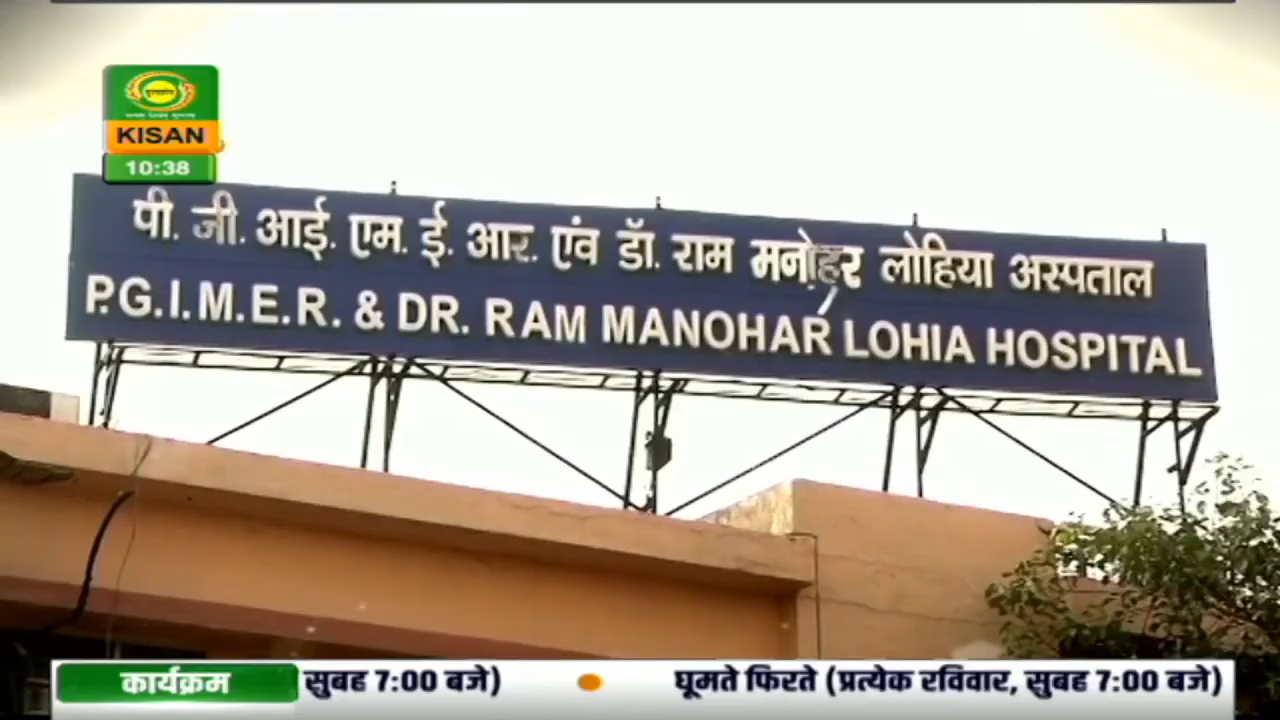 KISAN
10:38
पी. जी. आई. एम. ई. आर. एंव डॉ. राम मनोहर लोहिया अस्पताल
P.G.I.M.E.R. & DR. RAM MANOHAR LOHIA HOSPITAL
कार्यक्रम सुबह 7:00 बजे) घूमते फिरते (प्रत्येक रविवार, सुबह 7:00 बजे)